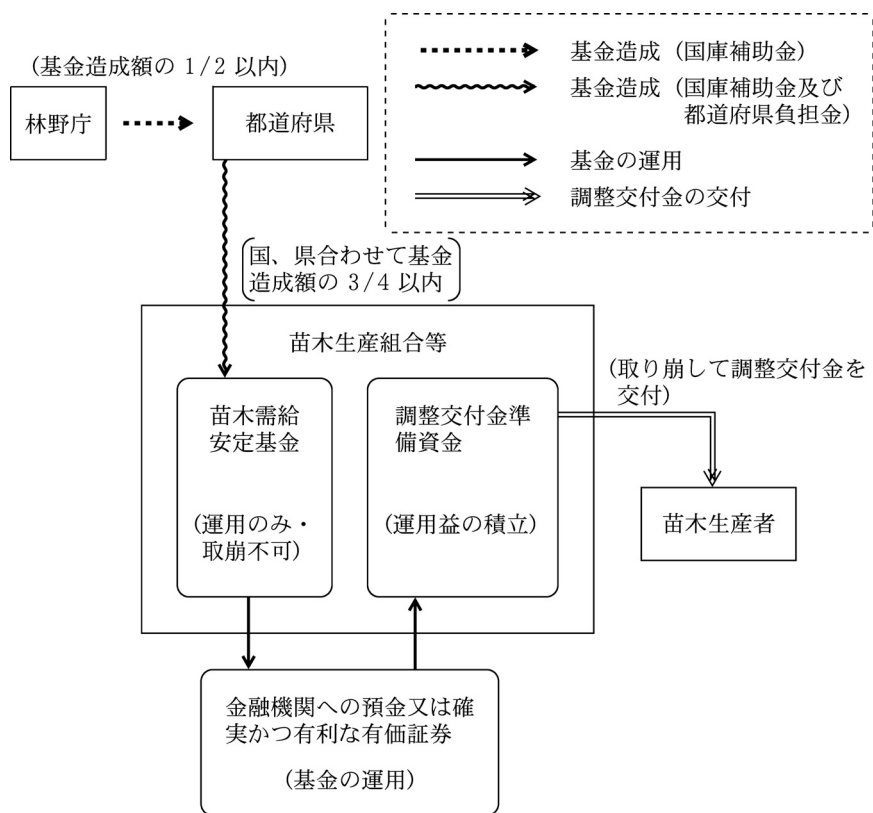 (基金造成額の 1/2 以内)
林野庁
都道府県
基金造成 (国庫補助金)
基金造成 (国庫補助金及び
都道府県負担金)
基金の運用
調整交付金の交付
国、県合わせて基金
造成額の 3/4 以内
苗木生産組合等
苗木需給
安定基金
(運用のみ・
取崩不可)
調整交付金準
備資金
(運用益の積立)
(取り崩して調整交付金を
交付)
苗木生産者
金融機関への預金又は確
実かつ有利な有価証券
(基金の運用)